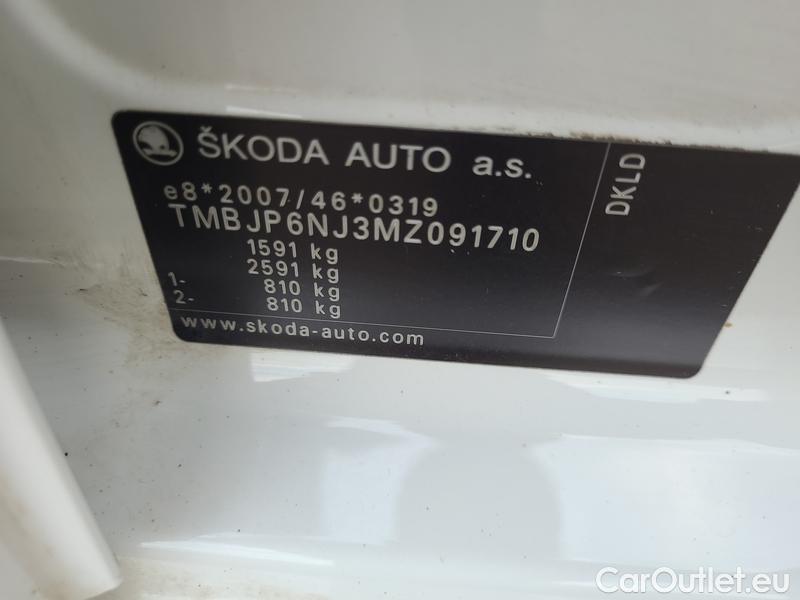 ŠKODA AUTO a.s.
e8*2007/46*0319
TMBJP6NJ3MZ091710
1591 kg
2591 kg
1- 810 kg
2- 810 kg
www.skoda-auto.com
DKLD
CarOutlet.eu